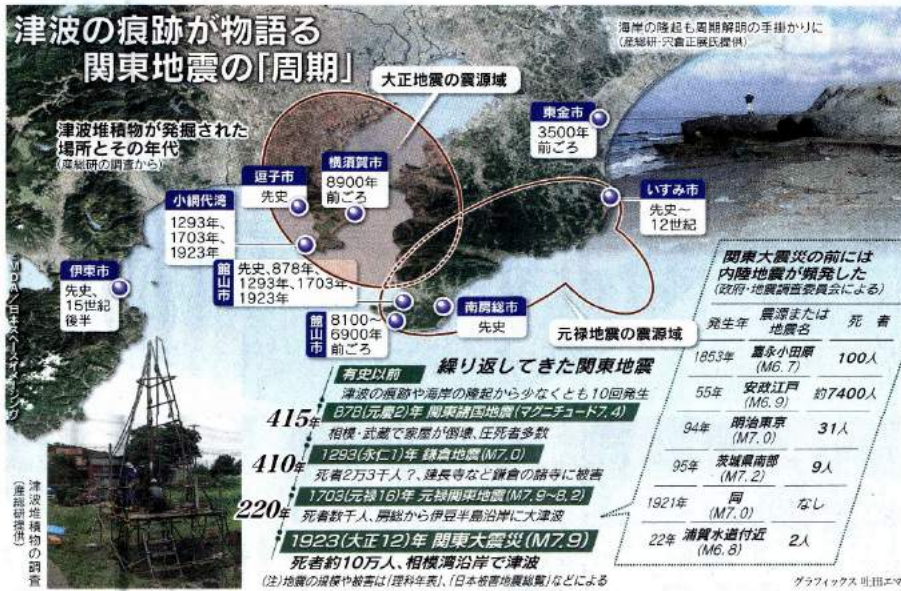 津波の痕跡が物語る
関東地震の「周期」
海岸の隆起も周期解明の手掛かりに
(産総研・宍倉正展氏提供)
大正地震の震源域
津波堆積物が発掘された
場所とその年代
(産総研の調査から)
東金市
3500年
前ごろ
横須賀市
8900年
前ごろ
逗子市
先史
小網代湾
1293年、
1703年、
1923年
いすみ市
先史～
12世紀
伊東市
先史、
15世紀
後半
館山市
先史、878年、
1293年、1703年、
1923年
館山市
8100～
6900年
前ごろ
南房総市
先史
元禄地震の震源域
関東大震災の前には
内陸地震が頻発した
(政府・地震調査委員会による)
発生年 震源または地震名 死者
1853年 嘉永小田原(M6.7) 100人
55年 安政江戸(M6.9) 約7400人
94年 明治東京(M7.0) 31人
95年 茨城県南部(M7.2) 9人
1921年 同(M7.0) なし
22年 浦賀水道付近(M6.8) 2人
繰り返してきた関東地震
有史以前
津波の痕跡や海岸の隆起から少なくとも10回発生
878(元慶2)年 関東諸国地震(マグニチュード7.4)
415年
相模・武蔵で家屋が倒壊、圧死者多数
1293(永仁1)年 鎌倉地震(M7.0)
410年
死者2万3千人?、建長寺など鎌倉の諸寺に被害
1703(元禄16)年 元禄関東地震(M7.9~8.2)
220年
死者数千人、房総から伊豆半島沿岸に大津波
1923(大正12)年 関東大震災(M7.9)
死者約10万人、相模湾沿岸で津波
(注)地震の規模や被害は「理科年表」、「日本被害地震総覧」などによる
津波堆積物の調査
(産総研提供)
グラフィックス